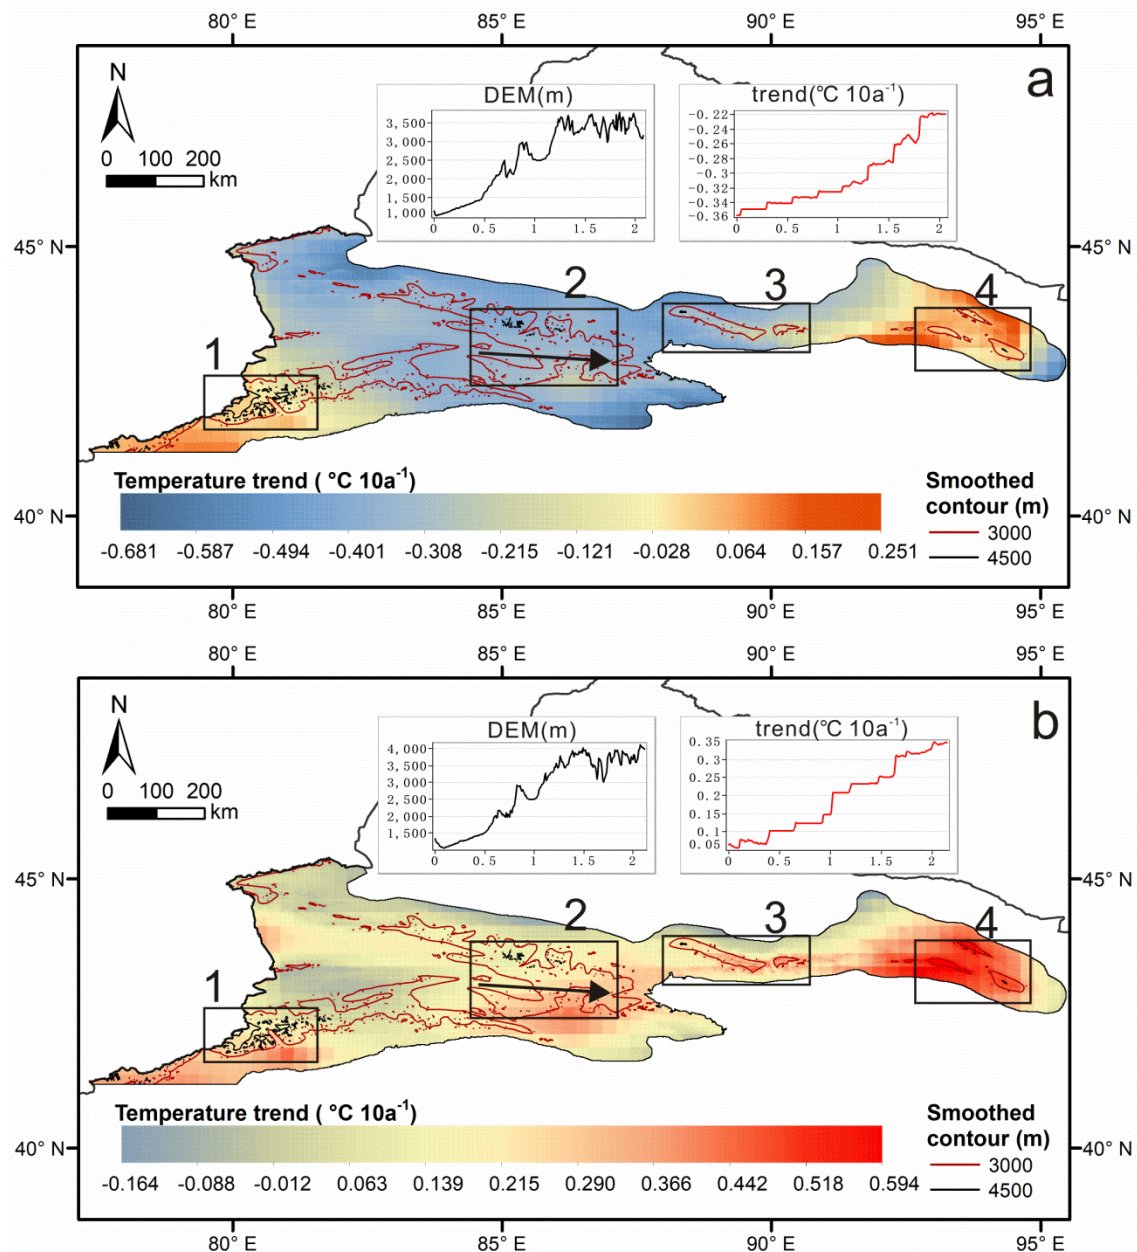 80° E 85° E 90° E 95° E
a
N
0 100 200
km
DEM(m)
3,500
3,000
2,500
2,000
1,500
1,000
0 0.5 1 1.5 2
trend(°C 10a⁻¹)
-0.22
-0.24
-0.26
-0.28
-0.3
-0.32
-0.34
-0.36
0 0.5 1 1.5 2
45° N 45° N
1 2 3 4
Temperature trend ( °C 10a⁻¹)
-0.681 -0.587 -0.494 -0.401 -0.308 -0.215 -0.121 -0.028 0.064 0.157 0.251
Smoothed
contour (m)
3000
4500
40° N 40° N
80° E 85° E 90° E 95° E
80° E 85° E 90° E 95° E
b
N
0 100 200
km
DEM(m)
4,000
3,500
3,000
2,500
2,000
1,500
0 0.5 1 1.5 2
trend(°C 10a⁻¹)
0.35
0.3
0.25
0.2
0.15
0.1
0.05
0 0.5 1 1.5 2
45° N 45° N
1 2 3 4
Temperature trend ( °C 10a⁻¹)
-0.164 -0.088 -0.012 0.063 0.139 0.215 0.290 0.366 0.442 0.518 0.594
Smoothed
contour (m)
3000
4500
40° N 40° N
80° E 85° E 90° E 95° E